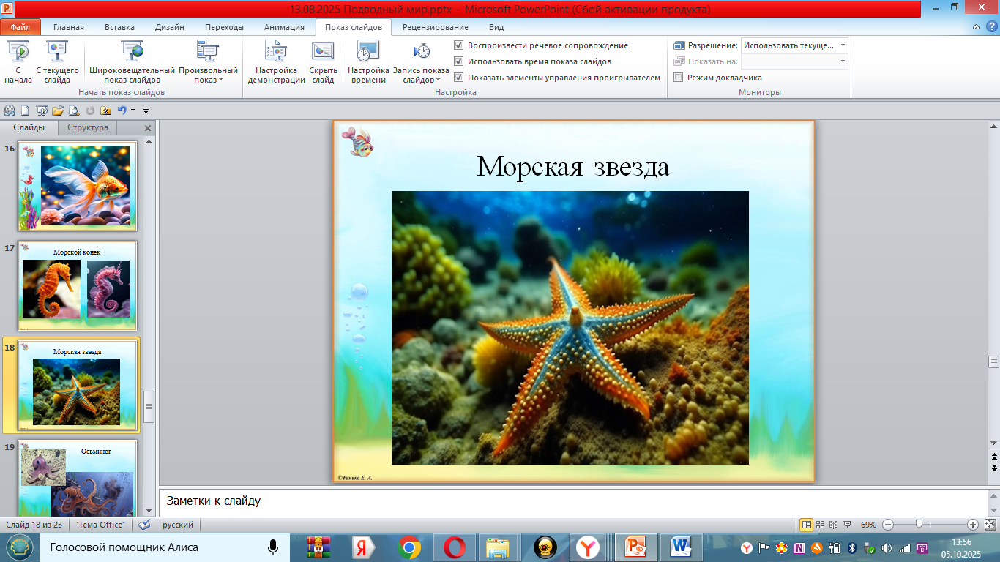 13.08.2025 Подводный мир.pptx - Microsoft PowerPoint (Сбой активации продукта)
Файл Главная Вставка Дизайн Переходы Анимация Показ слайдов Рецензирование Вид
С начала
С текущего слайда
Широковещательный показ слайдов
Произвольный показ
Начать показ слайдов
Настройка демонстрации
Скрыть слайд
Настройка времени
Запись показа слайдов
Воспроизвести речевое сопровождение
Использовать время показа слайдов
Показать элементы управления проигрывателем
Настройка
Разрешение: Использовать текуще...
Показать на:
Режим докладчика
Мониторы
Слайды Структура
16
17
Морской конёк
18
Морская звезда
19
Осьминог
Морская звезда
©Ранько Е. А.
Заметки к слайду
Слайд 18 из 23 "Тема Office" русский 69%
Голосовой помощник Алиса
13:56
05.10.2025